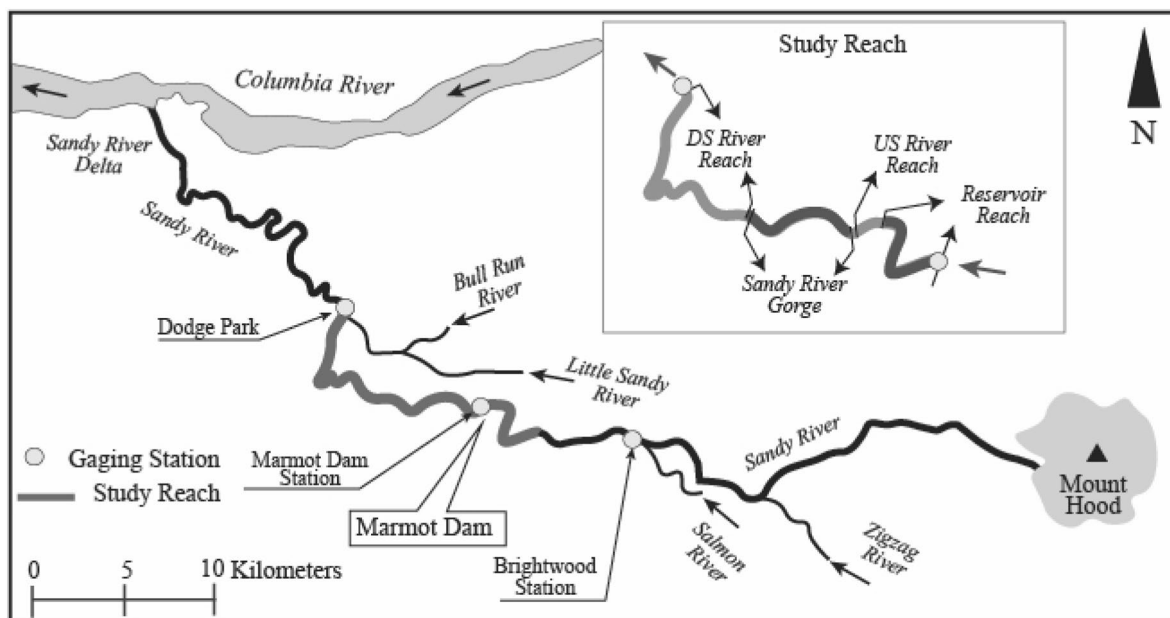 Columbia River
Sandy River
Delta
Sandy River
Dodge Park
Bull Run
River
Little Sandy
River
Sandy River
Mount
Hood
Gaging Station
Study Reach
Marmot Dam
Station
Marmot Dam
Brightwood
Station
Salmon
River
Zigzag
River
0
5
10 Kilometers
Study Reach
DS River
Reach
US River
Reach
Reservoir
Reach
Sandy River
Gorge
N